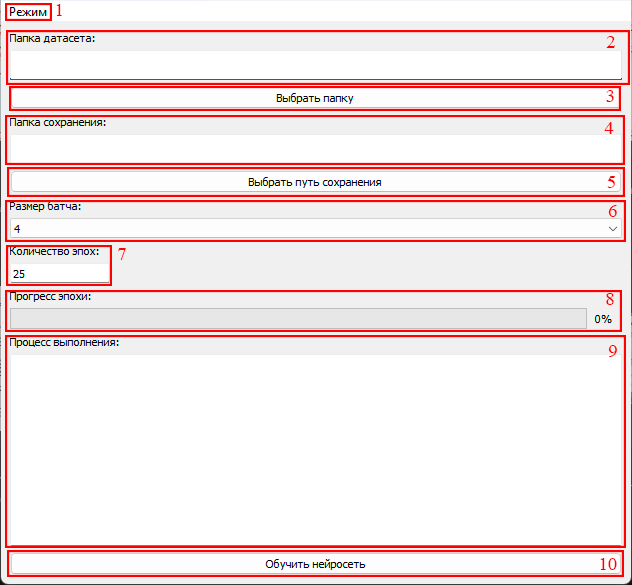 Режим 1
Папка датасета: 2
Выбрать папку 3
Папка сохранения: 4
Выбрать путь сохранения 5
Размер батча: 6
4
Количество эпох: 7
25
Прогресс эпохи: 8
0%
Процесс выполнения: 9
Обучить нейросеть 10